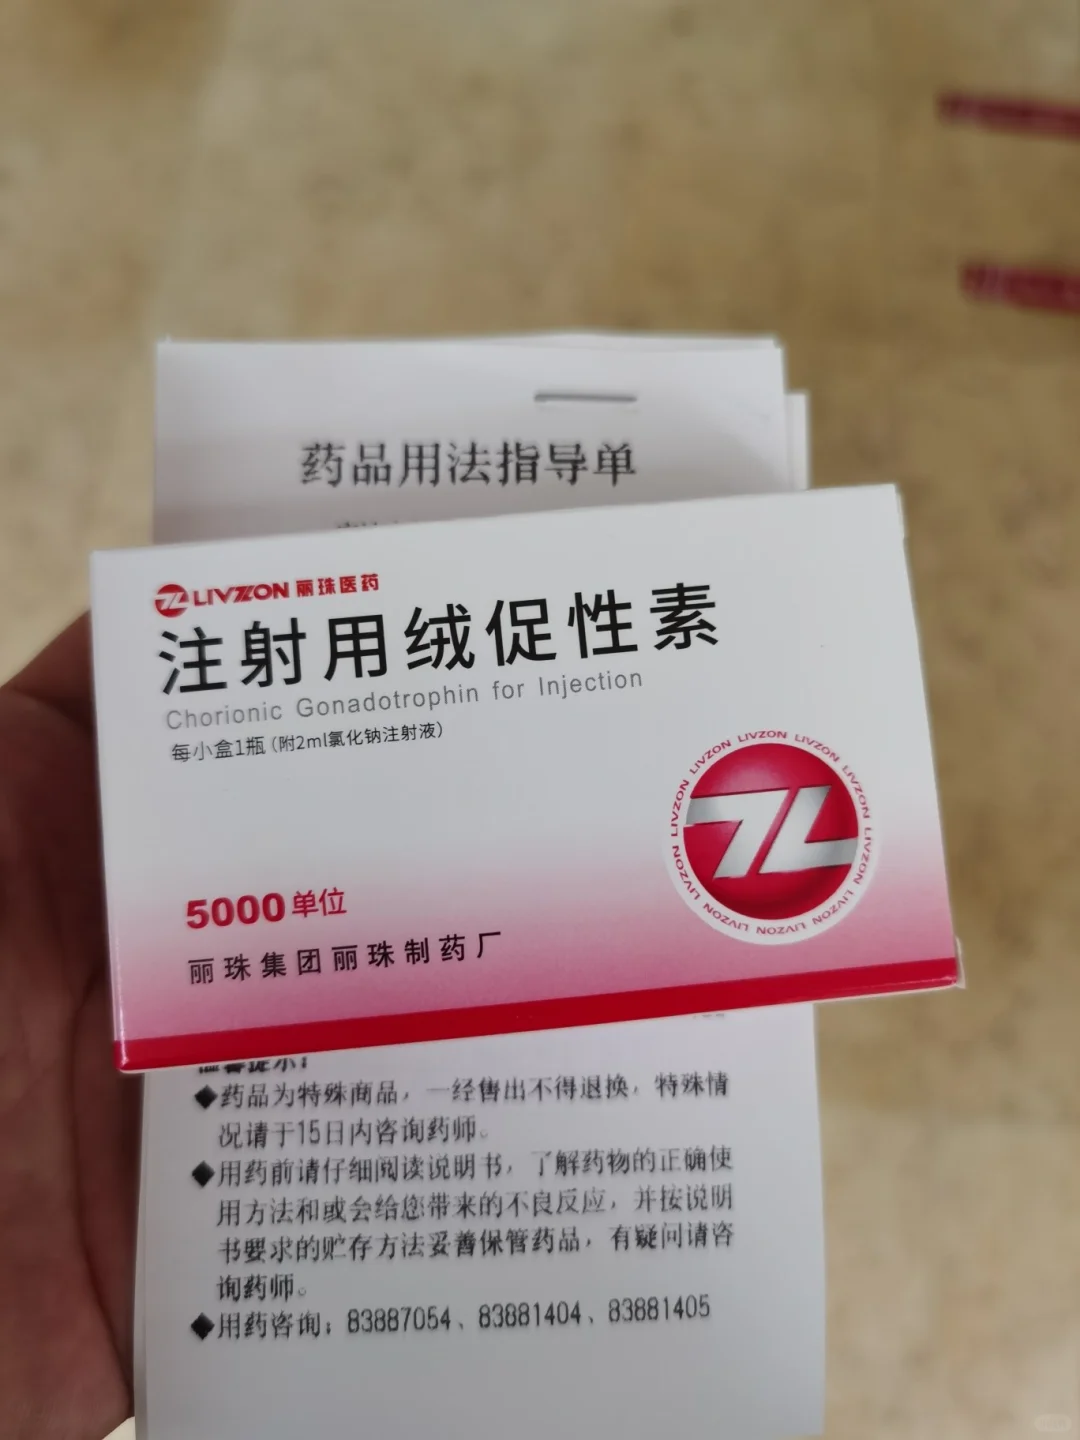 药品用法指导单
LIVZON 丽珠医药
注射用绒促性素
Chorionic Gonadotrophin for Injection
每小盒1瓶(附2ml氯化钠注射液)
LIVZON LIVZON LIVZON LIVZON LIVZON LIVZON LIVZON LIVZON LIVZON LIVZON LIVZON
5000单位
丽珠集团丽珠制药厂
温馨提示:
◆药品为特殊商品，一经售出不得退换，特殊情
况请于15日内咨询药师。
◆用药前请仔细阅读说明书，了解药物的正确使
用方法和或会给您带来的不良反应，并按说明
书要求的贮存方法妥善保管药品，有疑问请咨
询药师。
◆用药咨询：83887054、83881404、83881405